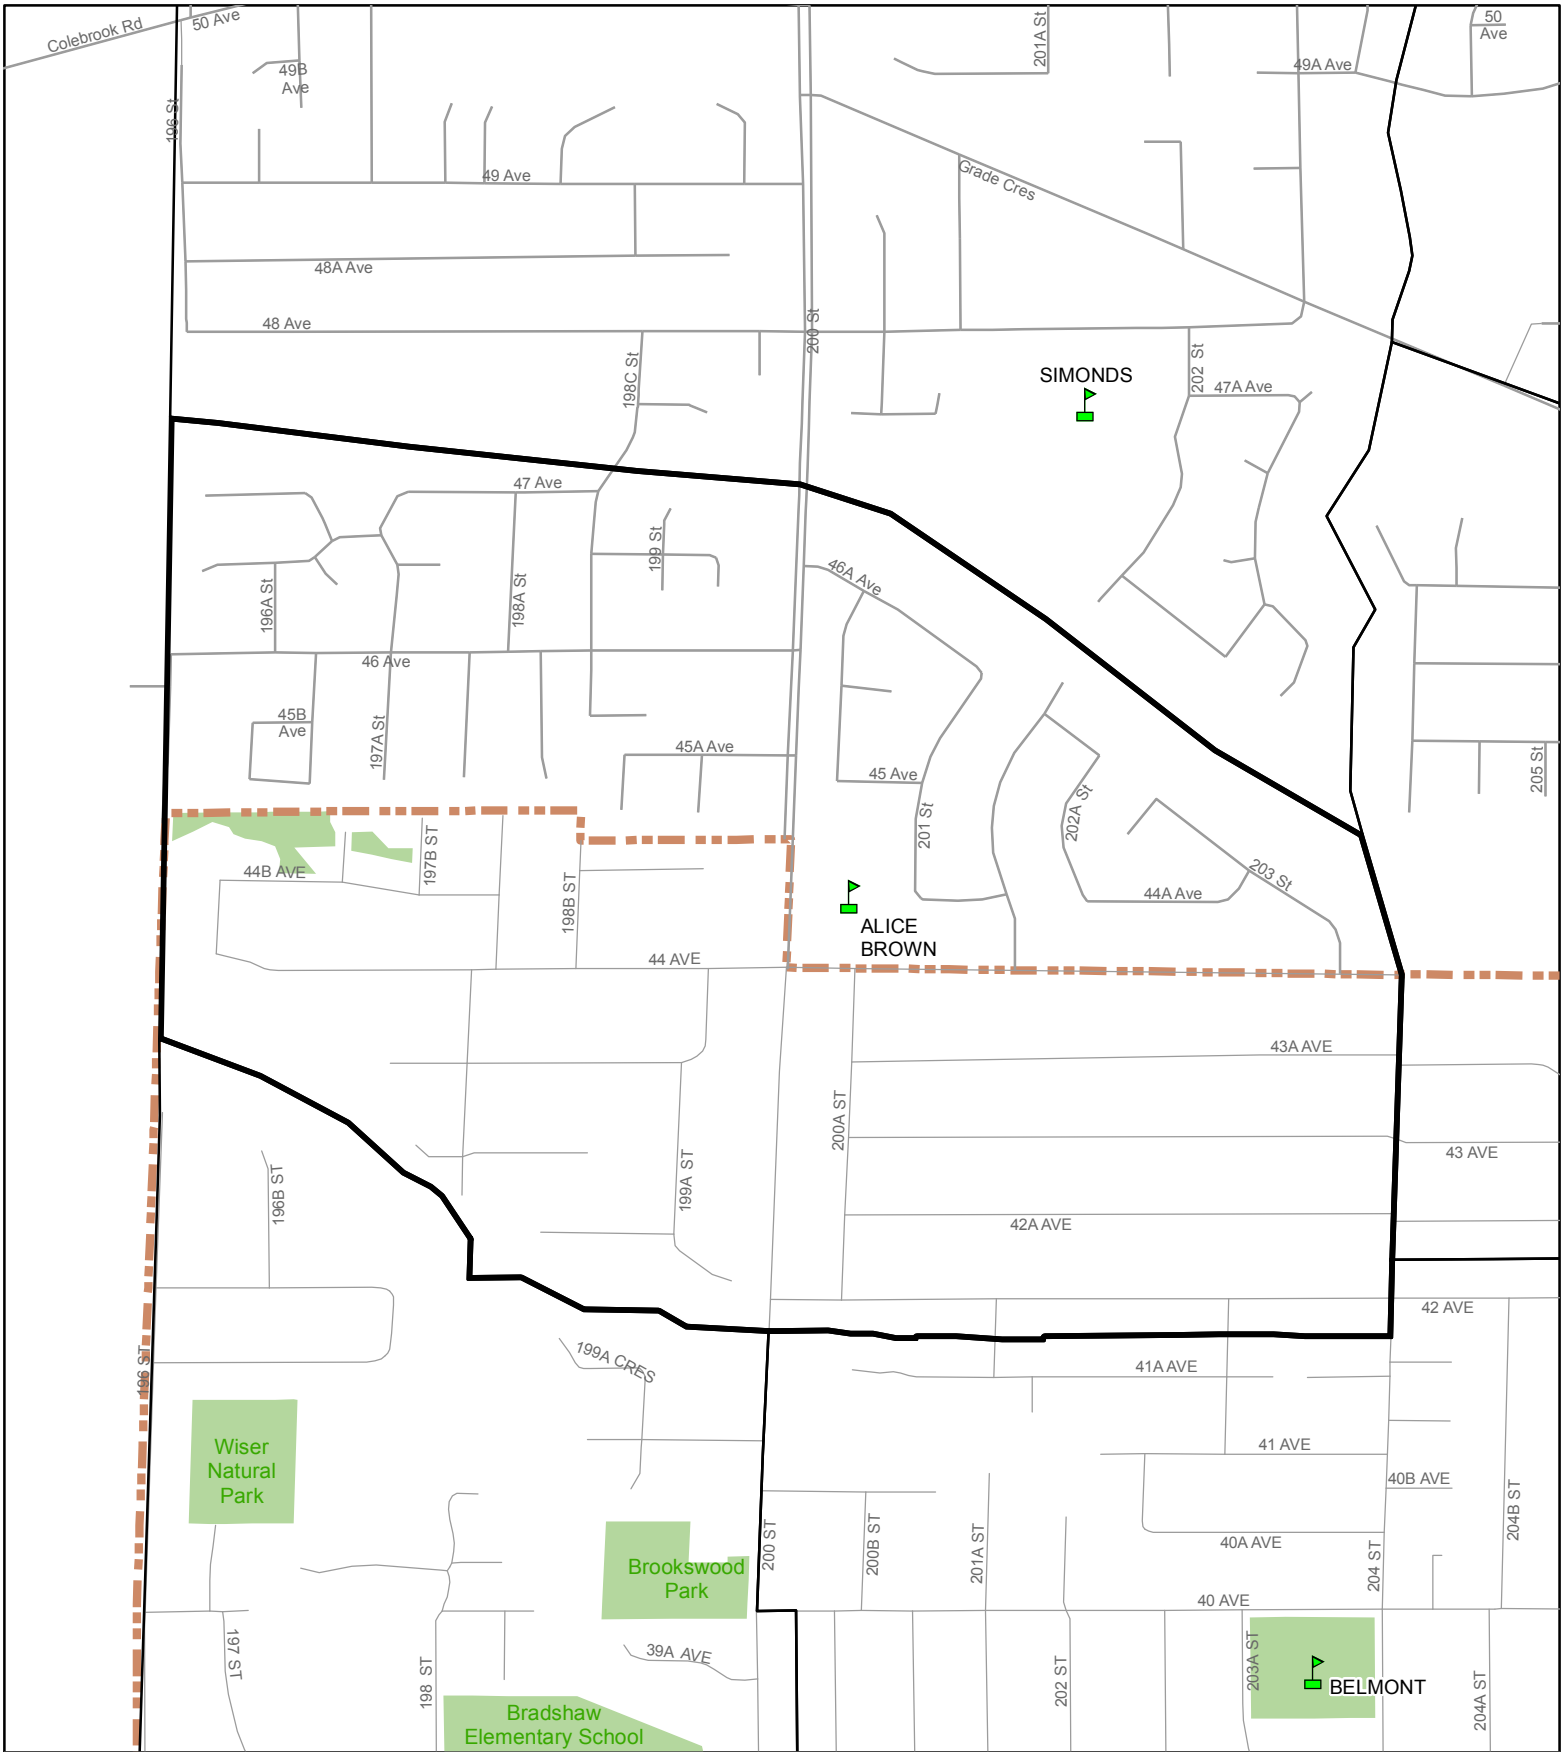 Colebrook Rd
50 Ave
201A St
50
Ave
49B
Ave
49A Ave
196 St
49 Ave
Grade Cres
48A Ave
48 Ave
200 St
198C St
202 St
SIMONDS
47A Ave
47 Ave
199 St
46A Ave
196A St
198A St
46 Ave
45B
Ave
197A St
45A Ave
45 Ave
205 St
201 St
202A St
197B ST
44B AVE
198B ST
203 St
44A Ave
ALICE
BROWN
44 AVE
43A AVE
200A ST
43 AVE
199A ST
196B ST
42A AVE
42 AVE
199A CRES
196 ST
41A AVE
Wiser
Natural
Park
41 AVE
40B AVE
204B ST
200 ST
200B ST
201A ST
40A AVE
204 ST
Brookswood
Park
40 AVE
197 ST
39A AVE
203A ST
198 ST
202 ST
BELMONT
204A ST
Bradshaw
Elementary School